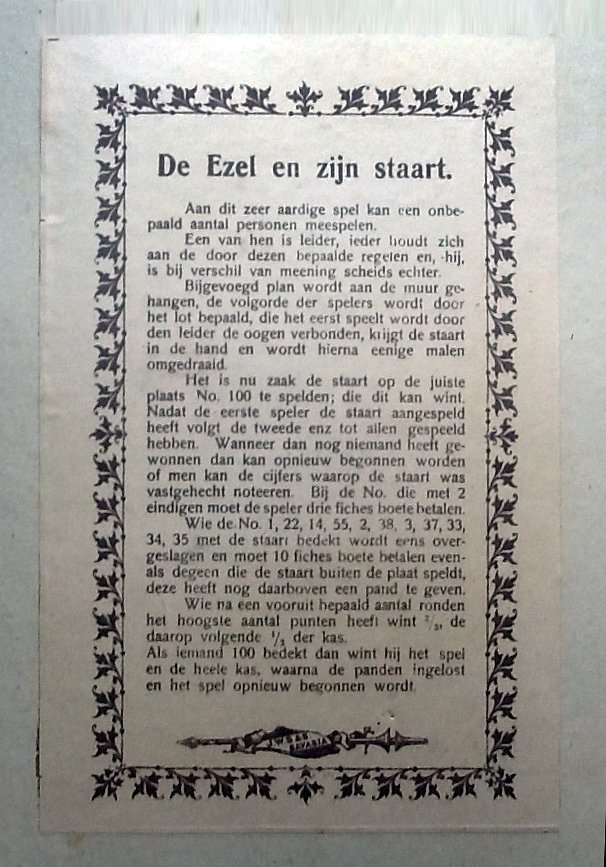 De Ezel en zijn staart.
Aan dit zeer aardige spel kan een onbe-
paald aantal personen meespelen.
Een van hen is leider, ieder houdt zich
aan de door dezen bepaalde regelen en, -hij,
is bij verschil van meening scheids echter.
Bijgevoegd plan wordt aan de muur ge-
hangen, de volgorde der spelers wordt door
het lot bepaald, die het eerst speelt wordt door
den leider de oogen verbonden, krijgt de staart
in de hand en wordt hierna eenige malen
omgedraaid.
Het is nu zaak de staart op de juiste
plaats No. 100 te spelden; die dit kan wint.
Nadat de eerste speler de staart aangespeld
heeft volgt de tweede enz tot allen gespeeld
hebben. Wanneer dan nog niemand heeft ge-
wonnen dan kan opnieuw begonnen worden
of men kan de cijfers waarop de staart was
vastgehecht noteeren. Bij de No. die met 2
eindigen moet de speler drie fiches boete betalen.
Wie de No. 1, 22, 14, 55, 2, 38, 3, 37, 33,
34, 35 met de staart bedekt wordt eens over-
geslagen en moet 10 fiches boete betalen even-
als degeen die de staart buiten de plaat speldt,
deze heeft nog daarboven een pand te geven.
Wie na een vooruit bepaald aantal ronden
het hoogste aantal punten heeft wint ²/₃, de
daarop volgende ¹/₃ der kas.
Als iemand 100 bedekt dan wint hij het spel
en de heele kas, waarna de panden ingelost
en het spel opnieuw begonnen wordt.
BAVARIA